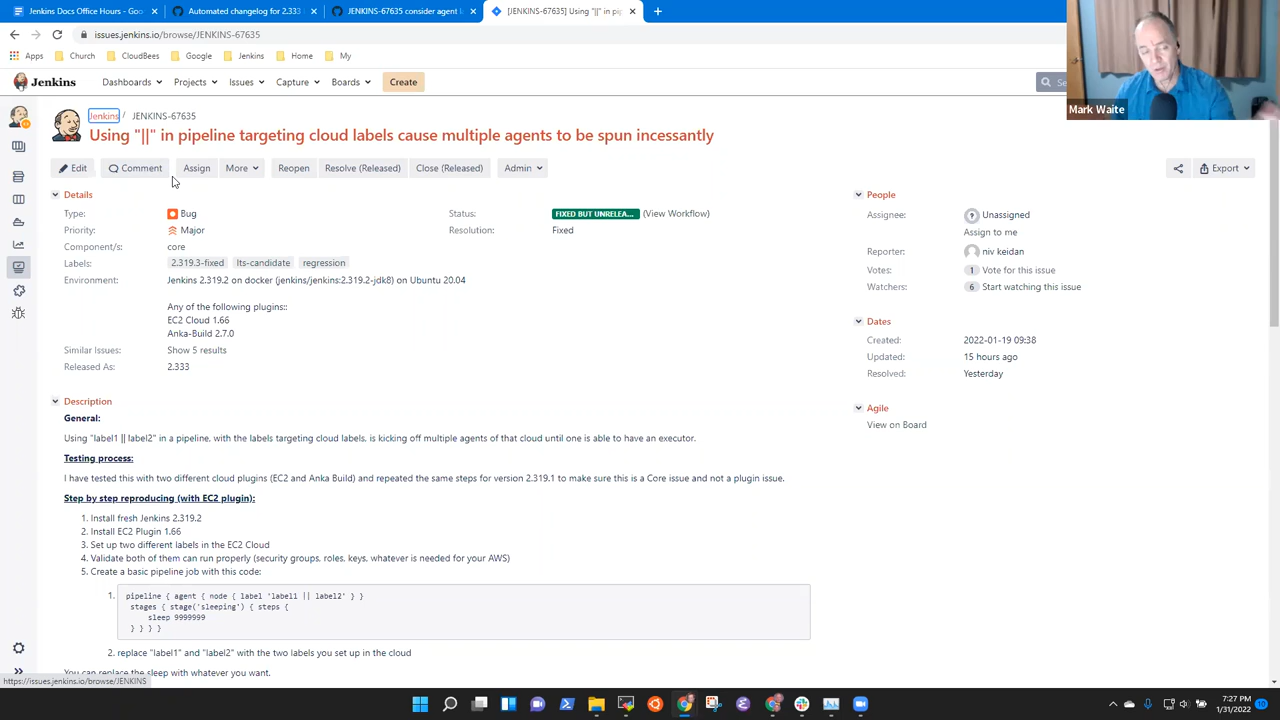 Jenkins Docs Office Hours - Goo
Automated changelog for 2.333
JENKINS-67635 consider agent l
[JENKINS-67635] Using "||" in pip
issues.jenkins.io/browse/JENKINS-67635
Apps Church CloudBees Google Jenkins Home My
Jenkins Dashboards Projects Issues Capture Boards Create
Mark Waite
Jenkins / JENKINS-67635
Using "||" in pipeline targeting cloud labels cause multiple agents to be spun incessantly
Edit Comment Assign More Reopen Resolve (Released) Close (Released) Admin Export
Details
Type: Bug
Status: FIXED BUT UNRELEA... (View Workflow)
Priority: Major
Resolution: Fixed
Component/s: core
Labels: 2.319.3-fixed lts-candidate regression
Environment: Jenkins 2.319.2 on docker (jenkins/jenkins:2.319.2-jdk8) on Ubuntu 20.04
Any of the following plugins::
EC2 Cloud 1.66
Anka-Build 2.7.0
Similar Issues: Show 5 results
Released As: 2.333
People
Assignee: Unassigned
Assign to me
Reporter: niv keidan
Votes: 1 Vote for this issue
Watchers: 6 Start watching this issue
Dates
Created: 2022-01-19 09:38
Updated: 15 hours ago
Resolved: Yesterday
Agile
View on Board
Description
General:
Using "label1 || label2" in a pipeline, with the labels targeting cloud labels, is kicking off multiple agents of that cloud until one is able to have an executor.
Testing process:
I have tested this with two different cloud plugins (EC2 and Anka Build) and repeated the same steps for version 2.319.1 to make sure this is a Core issue and not a plugin issue.
Step by step reproducing (with EC2 plugin):
1. Install fresh Jenkins 2.319.2
2. Install EC2 Plugin 1.66
3. Set up two different labels in the EC2 Cloud
4. Validate both of them can run properly (security groups, roles, keys, whatever is needed for your AWS)
5. Create a basic pipeline job with this code:
1. pipeline { agent { node { label 'label1 || label2' } }
stages { stage('sleeping') { steps {
sleep 9999999
} } } }
2. replace "label1" and "label2" with the two labels you set up in the cloud
You can replace the sleep with whatever you want.
https://issues.jenkins.io/browse/JENKINS
7:27 PM
1/31/2022